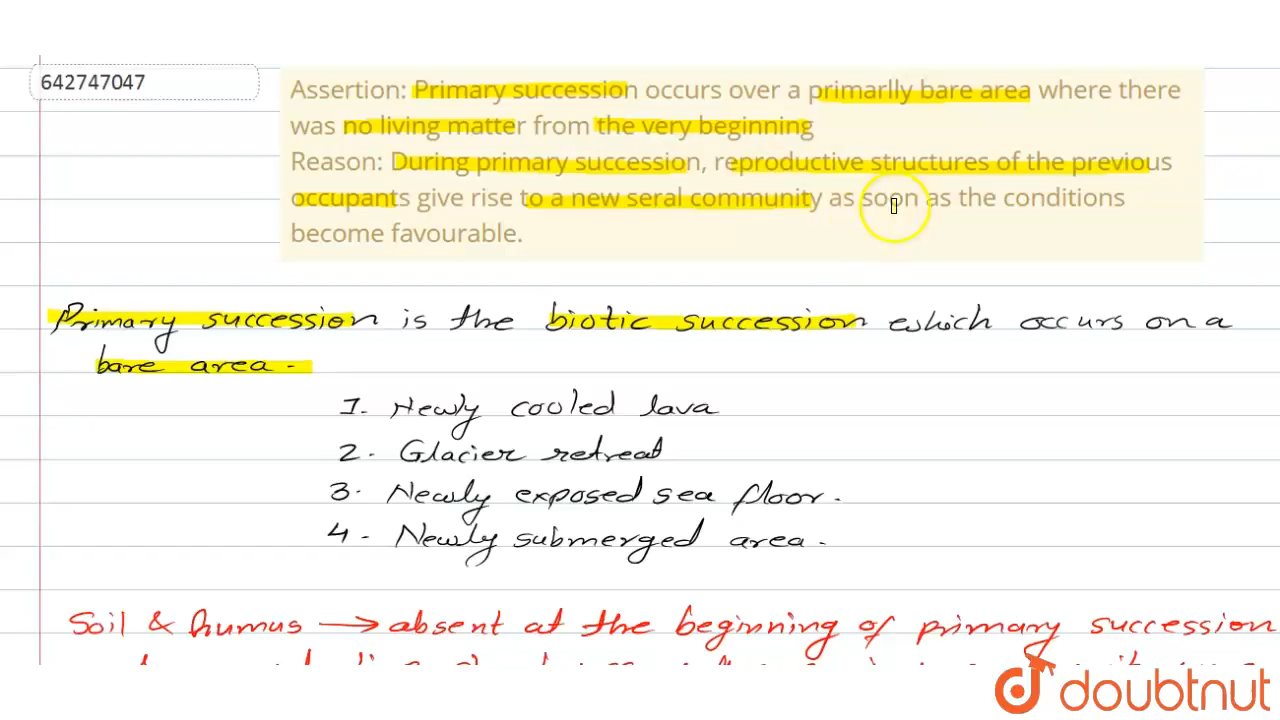 642747047
Assertion: Primary succession occurs over a primarlly bare area where there
was no living matter from the very beginning
Reason: During primary succession, reproductive structures of the previous
occupants give rise to a new seral community as soon as the conditions
become favourable.
Primary succession is the biotic succession which occurs on a
bare area.
1. Newly cooled lava
2. Glacier retreat
3. Newly exposed sea floor.
4. Newly submerged area.
Soil & humus → absent at the beginning of primary succession
doubtnut